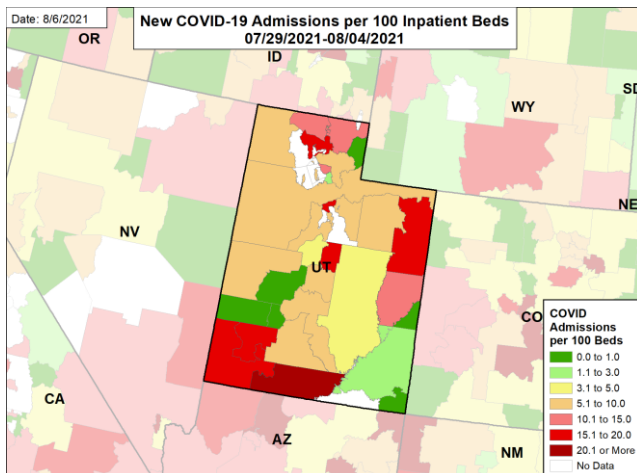 Date: 8/6/2021
New COVID-19 Admissions per 100 Inpatient Beds
07/29/2021-08/04/2021
OR
ID
WY
SD
NE
NV
UT
CO
CA
AZ
NM
COVID
Admissions
per 100 Beds
0.0 to 1.0
1.1 to 3.0
3.1 to 5.0
5.1 to 10.0
10.1 to 15.0
15.1 to 20.0
20.1 or More
No Data